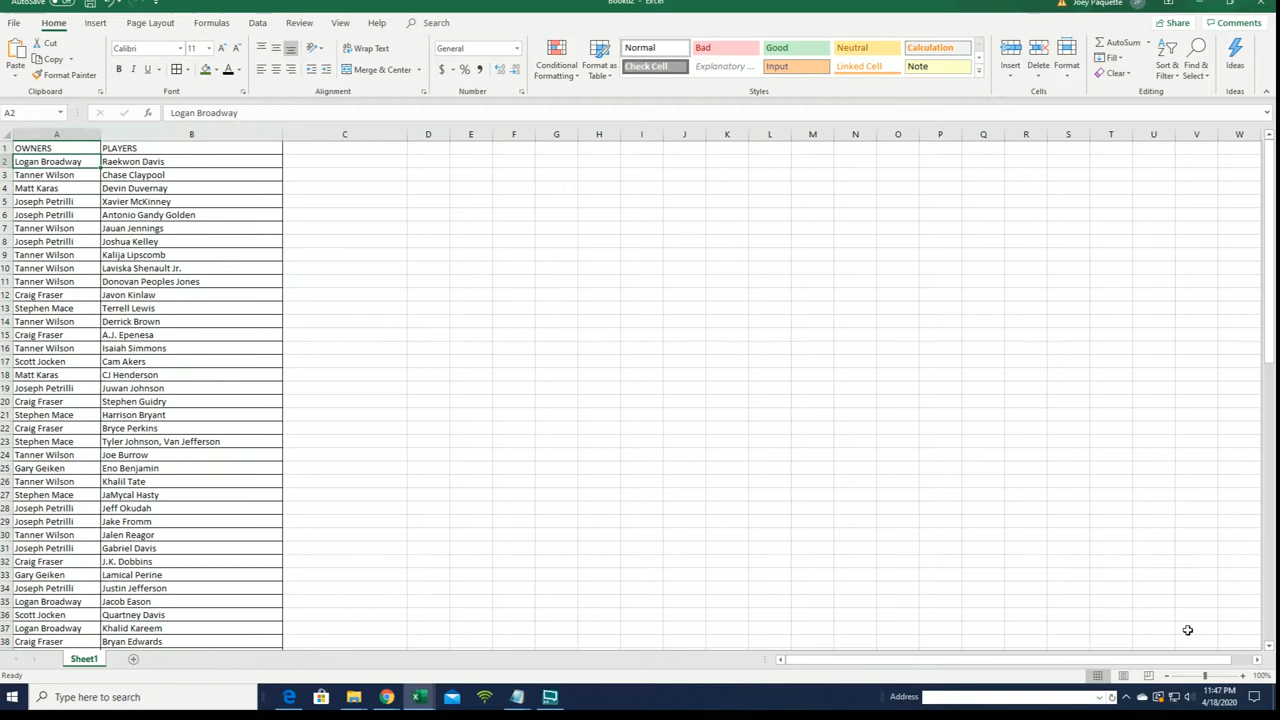 AutoSave Off
Book02 - Excel
Joey Paquette JP
File Home Insert Page Layout Formulas Data Review View Help Search
Share Comments
Paste Cut Copy Format Painter Clipboard
Calibri 11 B I U Font
Wrap Text Merge & Center Alignment
General $ % Number
Conditional Formatting Format as Table
Normal Bad Good Neutral Calculation
Check Cell Explanatory... Input Linked Cell Note
Styles
Insert Delete Format Cells
AutoSum Fill Clear Sort & Filter Find & Select Editing
Ideas Ideas
A2 fx Logan Broadway
A B C D E F G H I J K L M N O P Q R S T U V W
1 OWNERS PLAYERS
2 Logan Broadway Raekwon Davis
3 Tanner Wilson Chase Claypool
4 Matt Karas Devin Duvernay
5 Joseph Petrilli Xavier McKinney
6 Joseph Petrilli Antonio Gandy Golden
7 Tanner Wilson Jauan Jennings
8 Joseph Petrilli Joshua Kelley
9 Tanner Wilson Kalija Lipscomb
10 Tanner Wilson Laviska Shenault Jr.
11 Tanner Wilson Donovan Peoples Jones
12 Craig Fraser Javon Kinlaw
13 Stephen Mace Terrell Lewis
14 Tanner Wilson Derrick Brown
15 Craig Fraser A.J. Epenesa
16 Tanner Wilson Isaiah Simmons
17 Scott Jocken Cam Akers
18 Matt Karas CJ Henderson
19 Joseph Petrilli Juwan Johnson
20 Craig Fraser Stephen Guidry
21 Stephen Mace Harrison Bryant
22 Craig Fraser Bryce Perkins
23 Stephen Mace Tyler Johnson, Van Jefferson
24 Tanner Wilson Joe Burrow
25 Gary Geiken Eno Benjamin
26 Tanner Wilson Khalil Tate
27 Stephen Mace JaMycal Hasty
28 Joseph Petrilli Jeff Okudah
29 Joseph Petrilli Jake Fromm
30 Tanner Wilson Jalen Reagor
31 Joseph Petrilli Gabriel Davis
32 Craig Fraser J.K. Dobbins
33 Gary Geiken Lamical Perine
34 Joseph Petrilli Justin Jefferson
35 Logan Broadway Jacob Eason
36 Scott Jocken Quartney Davis
37 Logan Broadway Khalid Kareem
38 Craig Fraser Bryan Edwards
Sheet1
Ready 100%
Type here to search Address 11:47 PM
4/18/2020